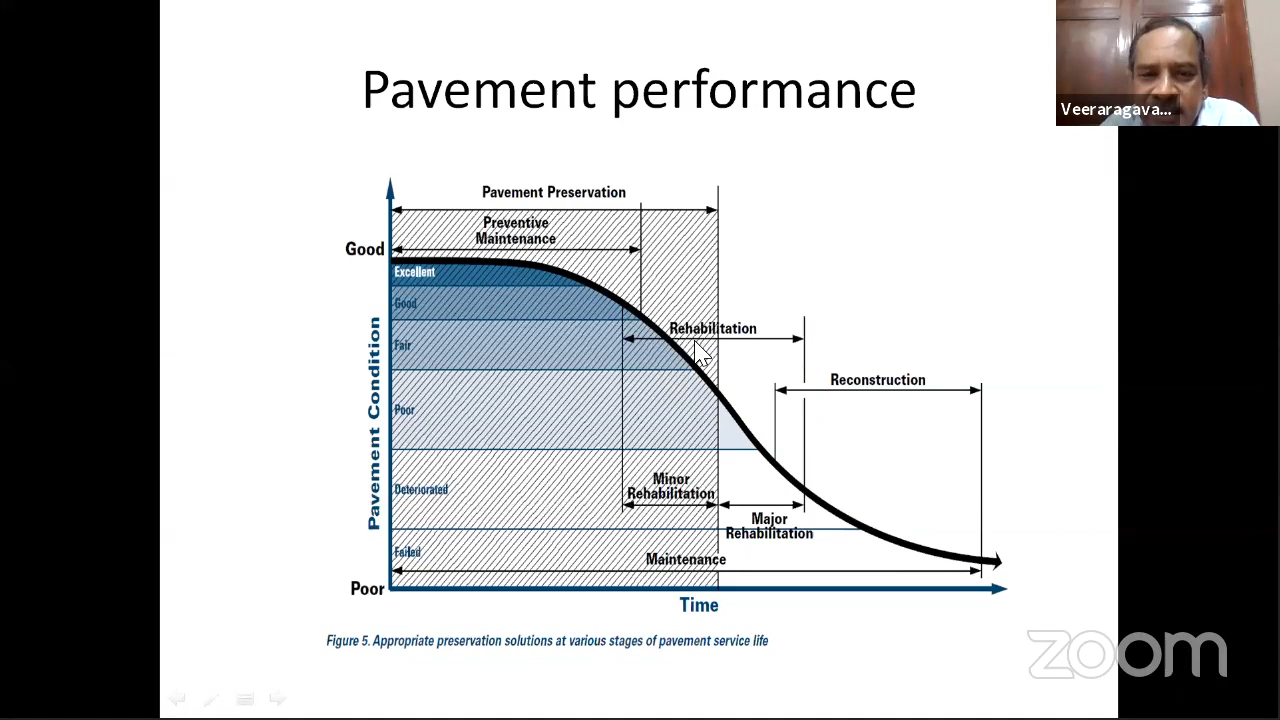 Pavement performance
Veeraragava...
Pavement Preservation
Preventive
Maintenance
Good
Excellent
Good
Rehabilitation
Fair
Reconstruction
Poor
Pavement Condition
Minor
Rehabilitation
Deteriorated
Major
Rehabilitation
Failed
Maintenance
Poor
Time
Figure 5. Appropriate preservation solutions at various stages of pavement service life
zoom